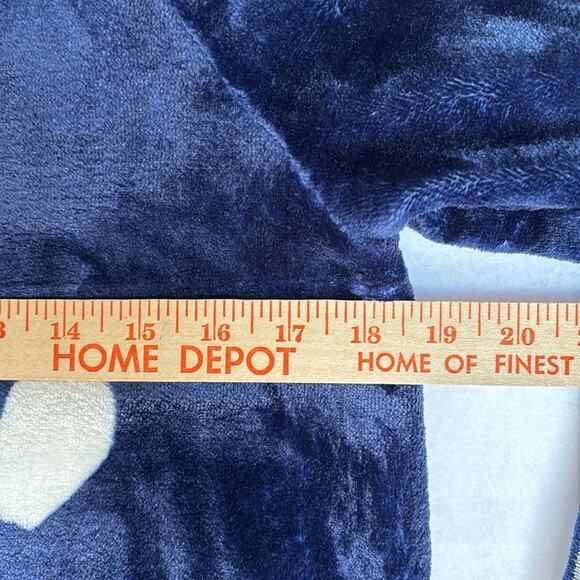 14 15 16 17 18 19 20
HOME DEPOT HOME OF FINEST